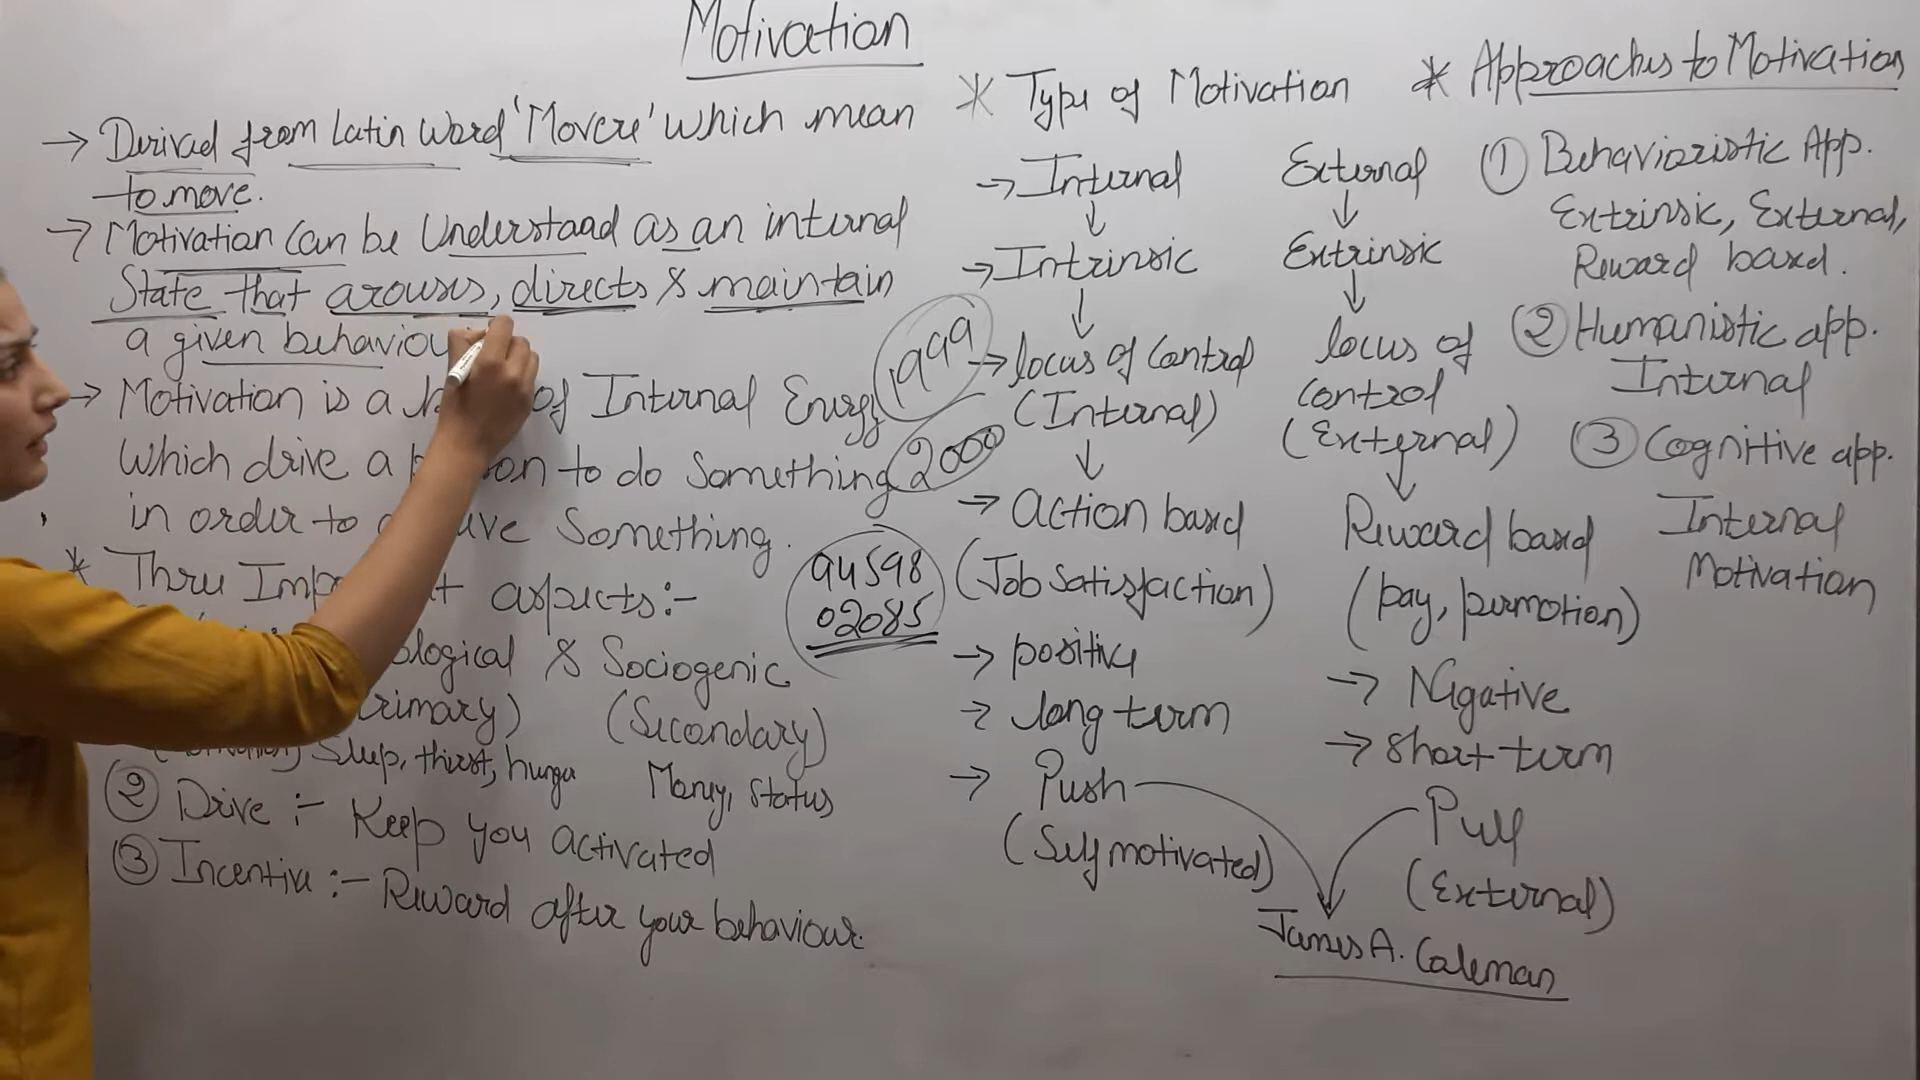 Motivation
→ Derived from Latin Word 'Movere' which mean
to move.
→ Motivation can be Understood as an internal
State that arouses, directs & maintain
a given behaviou
→ Motivation is a of Internal Energy
Which drive a to do Something
in order to Something.
* Three aspects:-
& Sociogenic
(Secondary)
Sleep, thirst, hunger Money, Status
② Drive :- Keep you activated
③ Incentive :- Reward after your behaviour.
1999
2000
94598
02085
* Type of Motivation
→ Internal External
↓ ↓
→ Intrinsic Extrinsic
↓ ↓
→ locus of Control locus of
(Internal) control
(External)
↓ ↓
→ Action based Reward based
(Job Satisfaction) (pay, permotion)
→ positive → Negative
→ long term → Short term
→ Push Pull
(Self motivated) (External)
James A. Coleman
* Approaches to Motivation
① Behavioristic App.
Extrinsic, External,
Reward based.
② Humanistic app.
Internal
③ Cognitive app.
Internal
Motivation